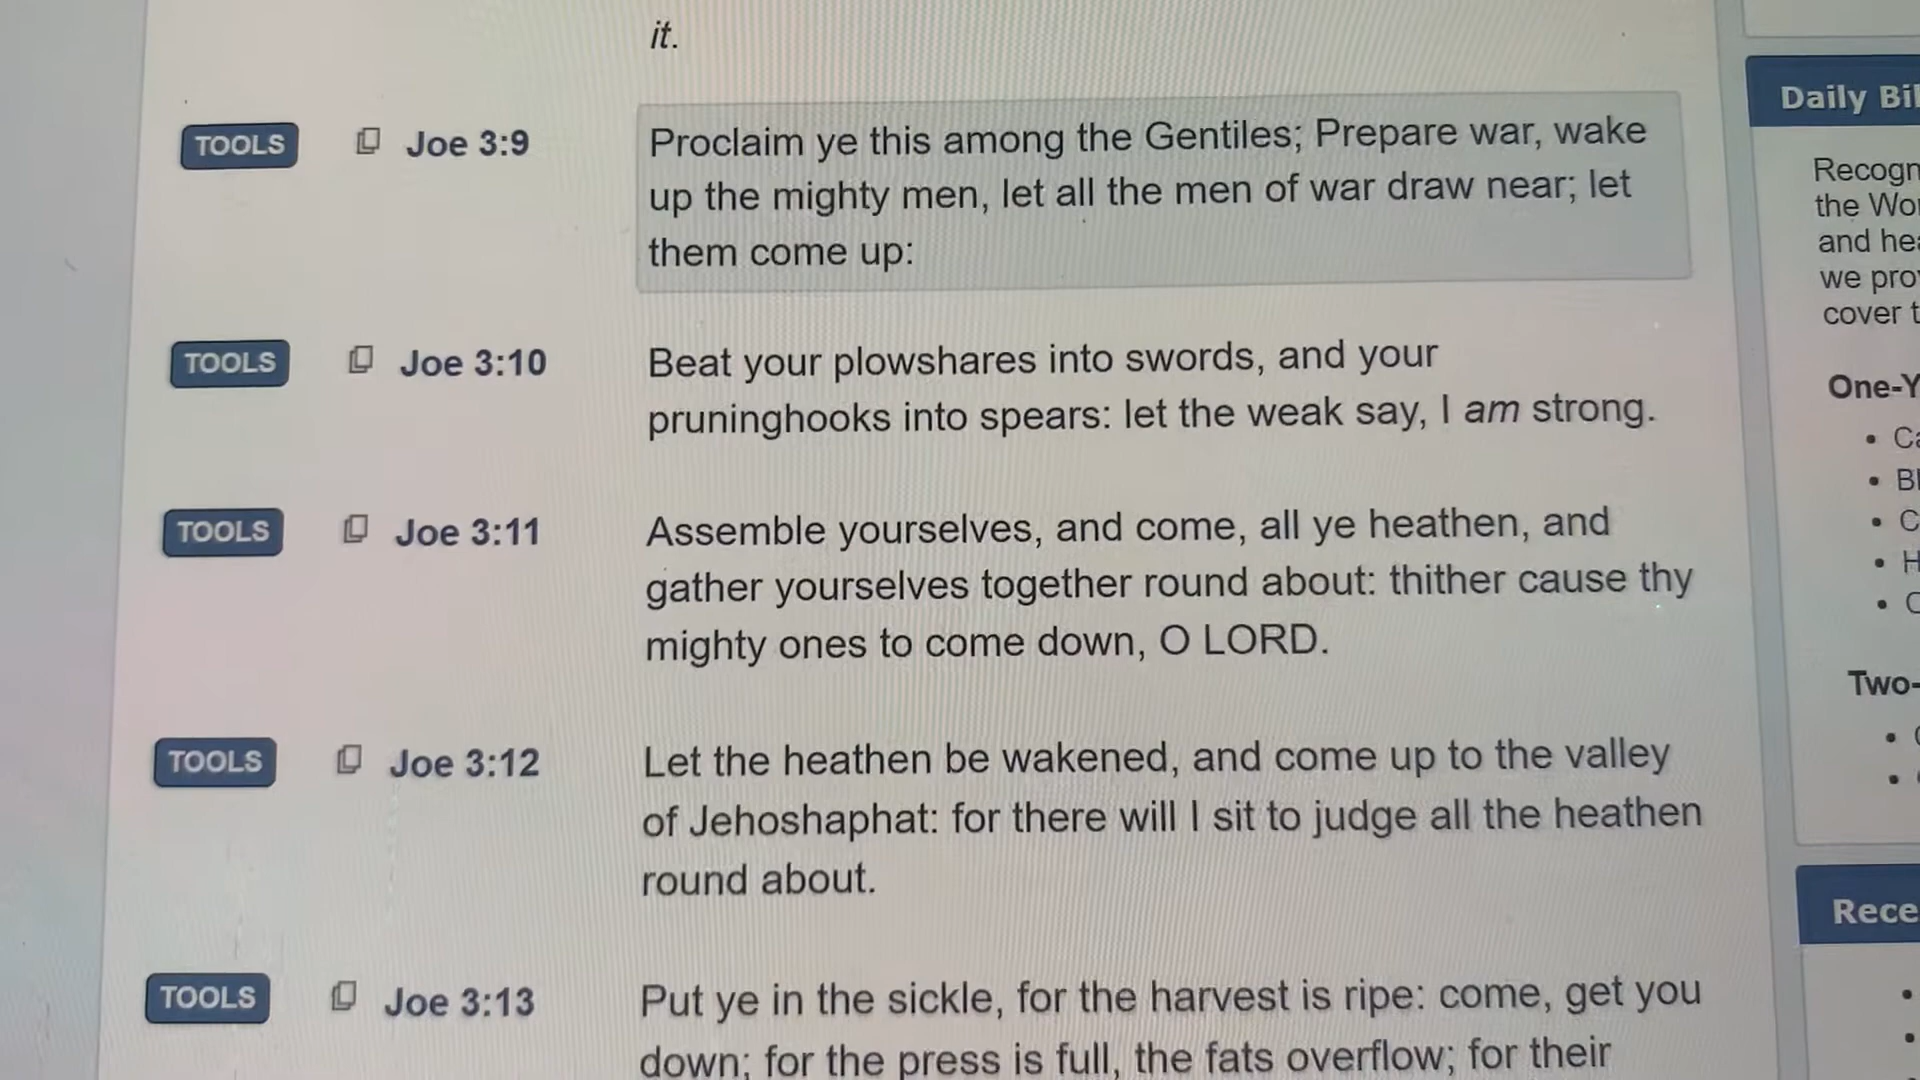 it.
TOOLS Joe 3:9 Proclaim ye this among the Gentiles; Prepare war, wake
up the mighty men, let all the men of war draw near; let
them come up:
TOOLS Joe 3:10 Beat your plowshares into swords, and your
pruninghooks into spears: let the weak say, I am strong.
TOOLS Joe 3:11 Assemble yourselves, and come, all ye heathen, and
gather yourselves together round about: thither cause thy
mighty ones to come down, O LORD.
TOOLS Joe 3:12 Let the heathen be wakened, and come up to the valley
of Jehoshaphat: for there will I sit to judge all the heathen
round about.
TOOLS Joe 3:13 Put ye in the sickle, for the harvest is ripe: come, get you
down; for the press is full, the fats overflow; for their
Daily Bi
Recogn
the Wo
and hea
we pro
cover t
One-Y
Two-
Rece